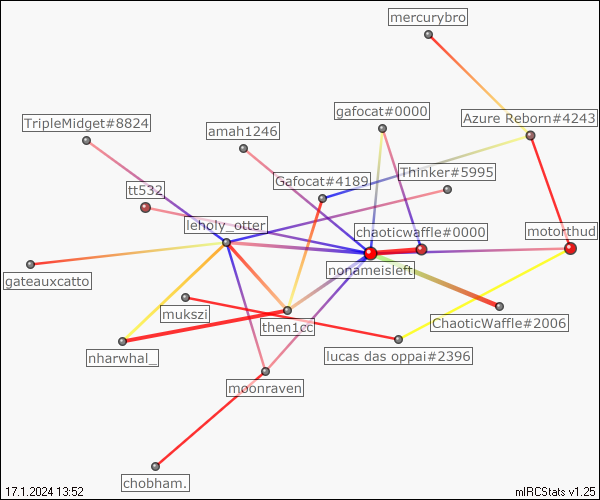 mercurybro
gafocat#0000
Azure Reborn#4243
TripleMidget#8824
amah1246
Thinker#5995
Gafocat#4189
tt532
leholy_otter
chaoticwaffle#0000
motorthud
nonameisleft
gateauxcatto
mukszi
then1cc
ChaoticWaffle#2006
nharwhal_
lucas das oppai#2396
moonraven
chobham.
17.1.2024 13:52
mIRCStats v1.25